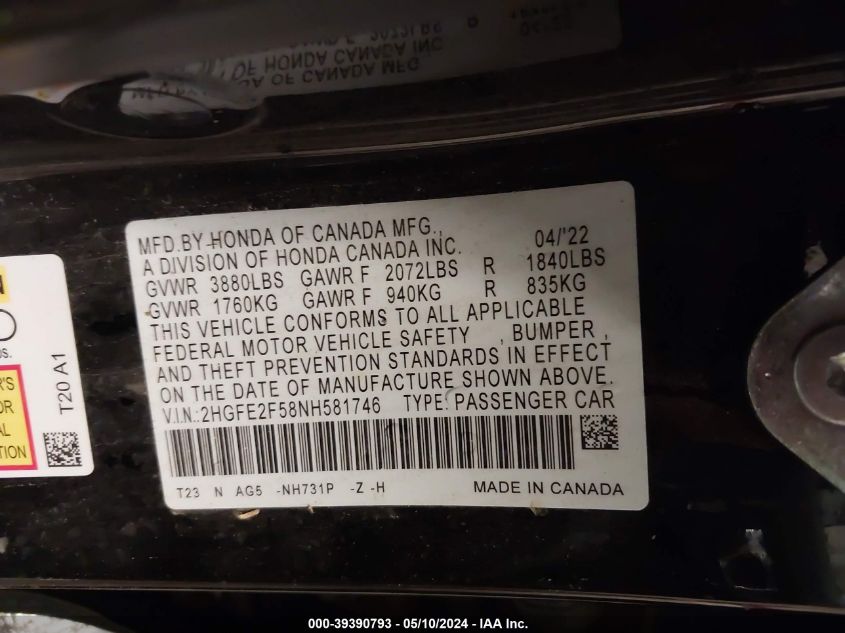 MFD.BY HONDA OF CANADA MFG.,
A DIVISION OF HONDA CANADA INC. 04/'22
GVWR 3880LBS GAWR F 2072LBS R 1840LBS
GVWR 1760KG GAWR F 940KG R 835KG
THIS VEHICLE CONFORMS TO ALL APPLICABLE
FEDERAL MOTOR VEHICLE SAFETY , BUMPER ,
AND THEFT PREVENTION STANDARDS IN EFFECT
ON THE DATE OF MANUFACTURE SHOWN ABOVE.
V.I.N.:2HGFE2F58NH581746 TYPE: PASSENGER CAR
T23 N AG5 -NH731P -Z -H MADE IN CANADA
T20 A1
000-39390793 - 05/10/2024 - IAA Inc.